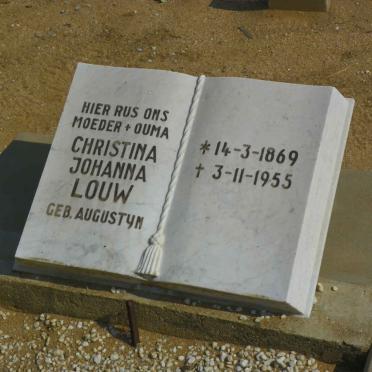 HIER RUS ONS
MOEDER + OUMA
CHRISTINA
JOHANNA
LOUW
GEB. AUGUSTYN
* 14-3-1869
† 3-11-1955